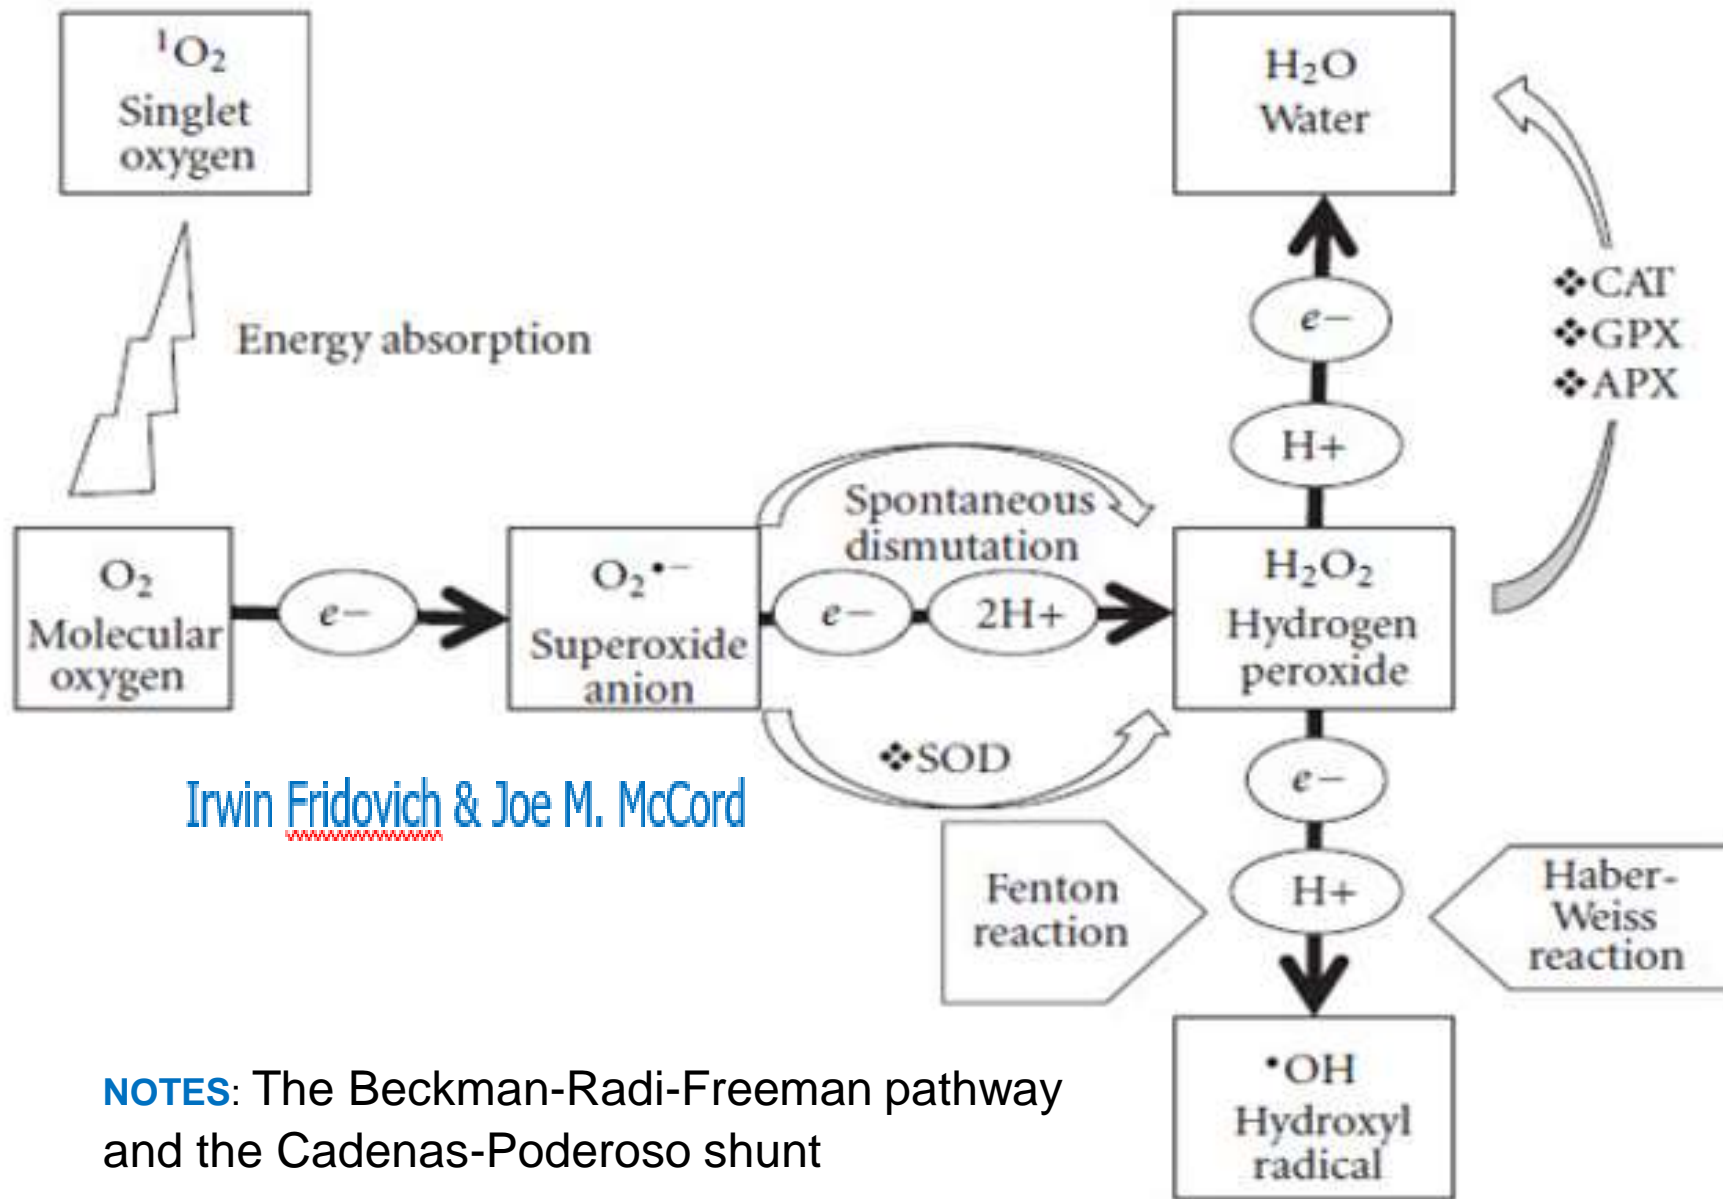 ¹O₂
Singlet
oxygen
Energy absorption
O₂
Molecular
oxygen
e−
O₂•−
Superoxide
anion
Spontaneous
dismutation
e−
2H+
❖SOD
H₂O₂
Hydrogen
peroxide
H+
e−
H₂O
Water
❖CAT
❖GPX
❖APX
e−
H+
Fenton
reaction
Haber-
Weiss
reaction
•OH
Hydroxyl
radical
Irwin Fridovich & Joe M. McCord
NOTES: The Beckman-Radi-Freeman pathway
and the Cadenas-Poderoso shunt